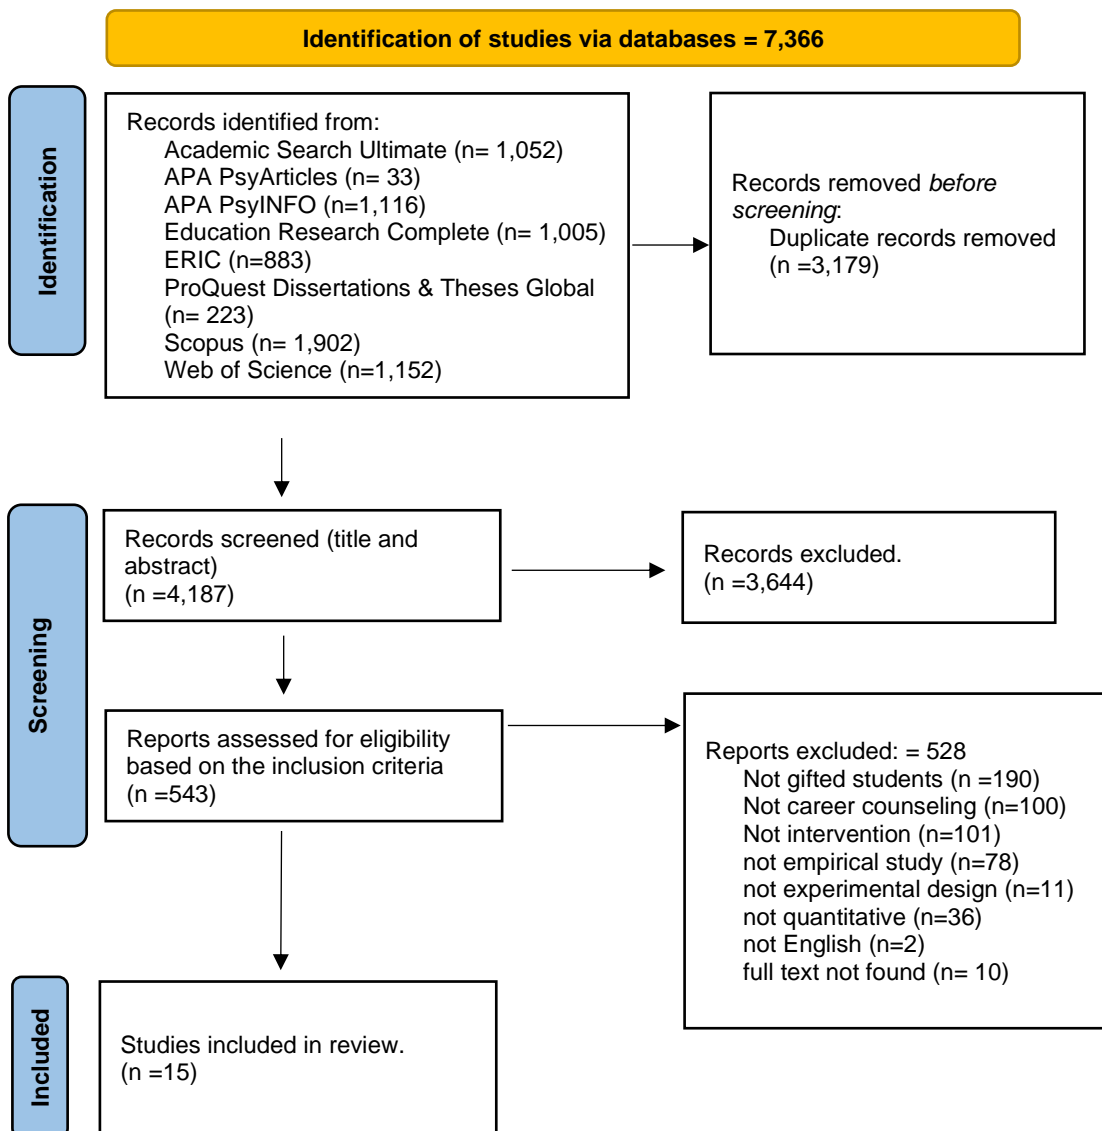 Identification of studies via databases = 7,366
Identification
Records identified from:
Academic Search Ultimate (n= 1,052)
APA PsyArticles (n= 33)
APA PsyINFO (n=1,116)
Education Research Complete (n= 1,005)
ERIC (n=883)
ProQuest Dissertations & Theses Global
(n= 223)
Scopus (n= 1,902)
Web of Science (n=1,152)
Records removed before
screening:
Duplicate records removed
(n =3,179)
Screening
Records screened (title and
abstract)
(n =4,187)
Records excluded.
(n =3,644)
Reports assessed for eligibility
based on the inclusion criteria
(n =543)
Reports excluded: = 528
Not gifted students (n =190)
Not career counseling (n=100)
Not intervention (n=101)
not empirical study (n=78)
not experimental design (n=11)
not quantitative (n=36)
not English (n=2)
full text not found (n= 10)
Included
Studies included in review.
(n =15)